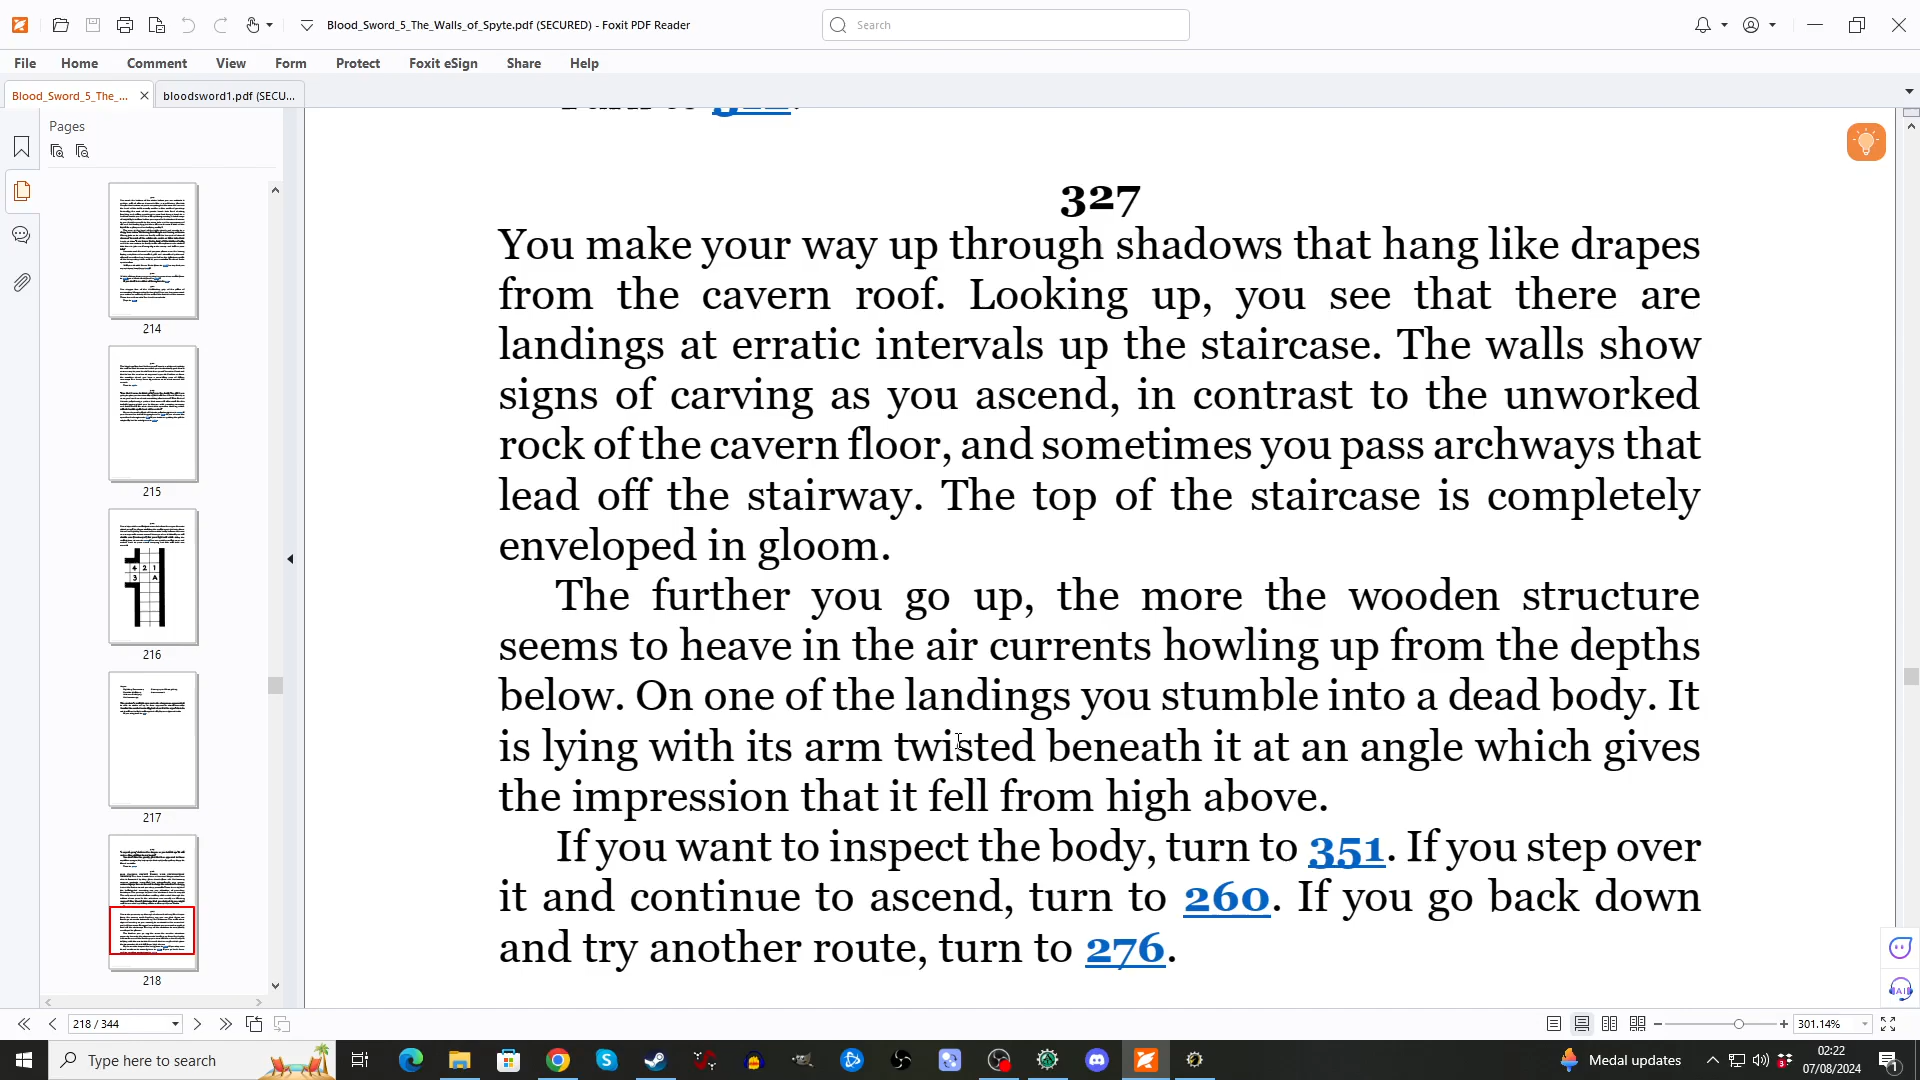 Blood_Sword_5_The_Walls_of_Spyte.pdf (SECURED) - Foxit PDF Reader
Search
File Home Comment View Form Protect Foxit eSign Share Help
Blood_Sword_5_The_... bloodsword1.pdf (SECU...
Pages
214
215
216
217
218
327
You make your way up through shadows that hang like drapes
from the cavern roof. Looking up, you see that there are
landings at erratic intervals up the staircase. The walls show
signs of carving as you ascend, in contrast to the unworked
rock of the cavern floor, and sometimes you pass archways that
lead off the stairway. The top of the staircase is completely
enveloped in gloom.
The further you go up, the more the wooden structure
seems to heave in the air currents howling up from the depths
below. On one of the landings you stumble into a dead body. It
is lying with its arm twisted beneath it at an angle which gives
the impression that it fell from high above.
If you want to inspect the body, turn to 351. If you step over
it and continue to ascend, turn to 260. If you go back down
and try another route, turn to 276.
218 / 344
301.14%
Type here to search
Medal updates
02:22
07/08/2024
1